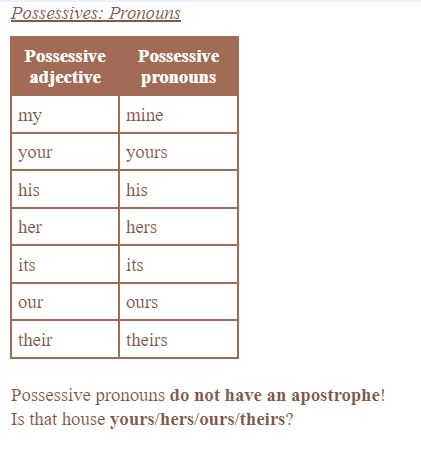 Possessives: Pronouns
Possessive adjective Possessive pronouns
my mine
your yours
his his
her hers
its its
our ours
their theirs
Possessive pronouns do not have an apostrophe!
Is that house yours/hers/ours/theirs?